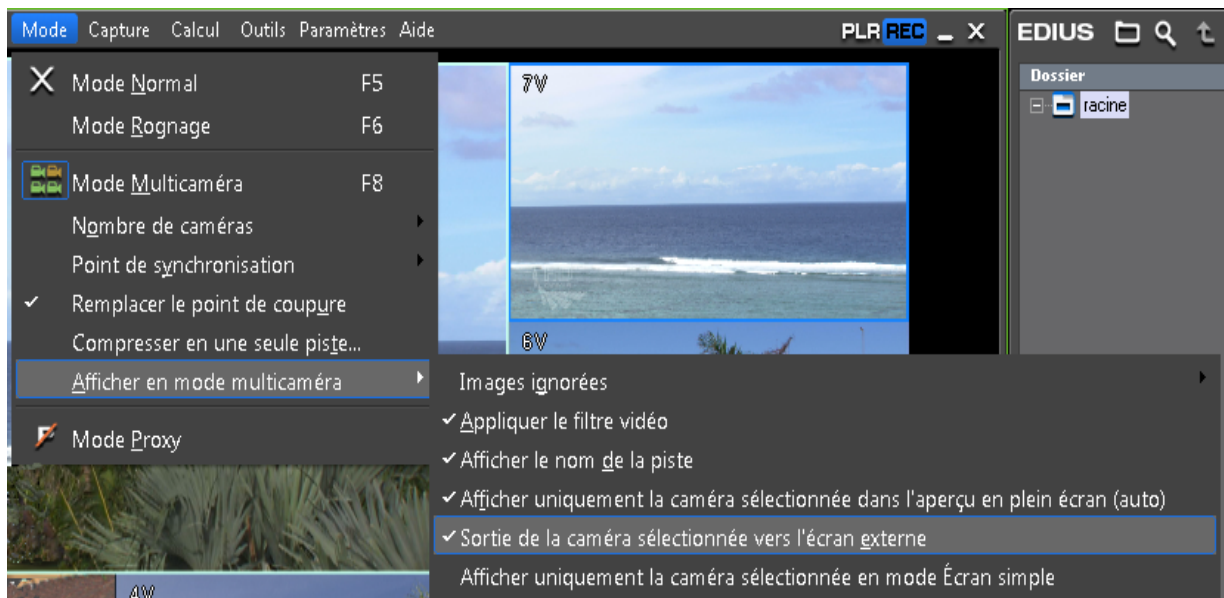 Mode Capture Calcul Outils Paramètres Aide PLR REC EDIUS
Dossier
racine
Mode Normal F5
Mode Rognage F6
7V
Mode Multicaméra F8
Nombre de caméras
Point de synchronisation
Remplacer le point de coupure
Compresser en une seule piste...
6V
Afficher en mode multicaméra
Mode Proxy
Images ignorées
Appliquer le filtre vidéo
Afficher le nom de la piste
Afficher uniquement la caméra sélectionnée dans l'aperçu en plein écran (auto)
Sortie de la caméra sélectionnée vers l'écran externe
Afficher uniquement la caméra sélectionnée en mode Écran simple
4V